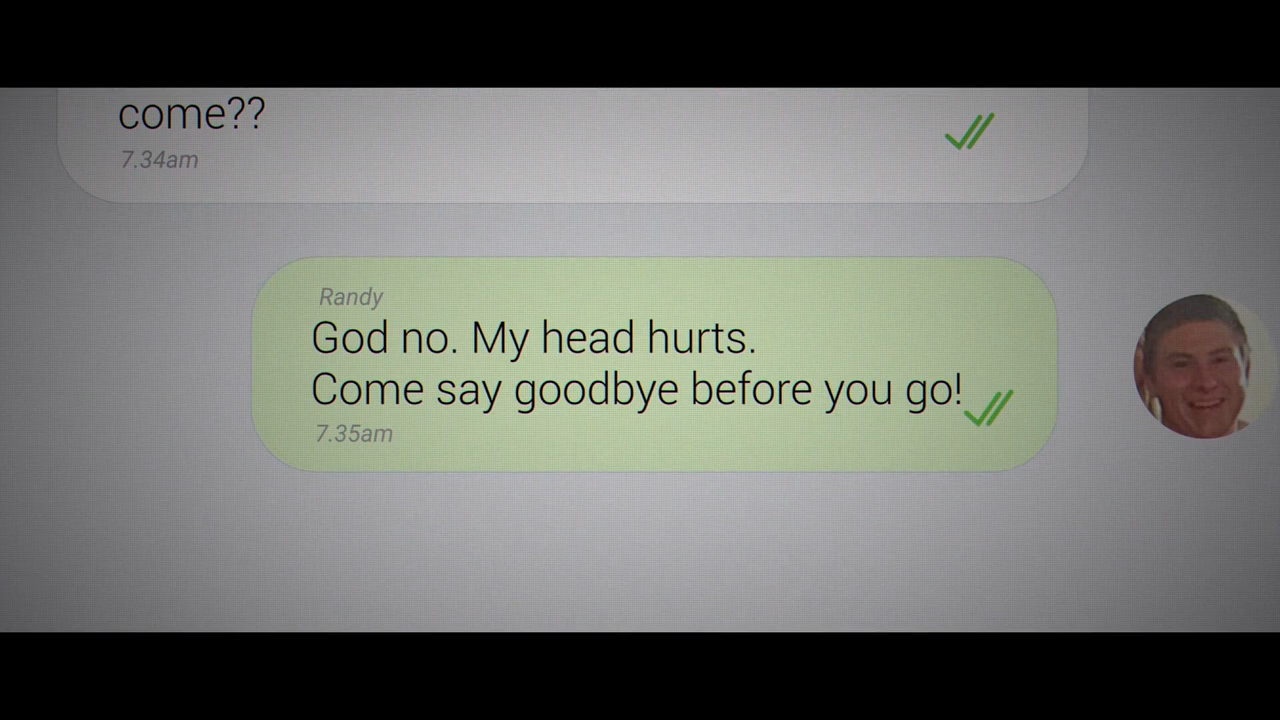 come??
7.34am
Randy
God no. My head hurts.
Come say goodbye before you go!
7.35am